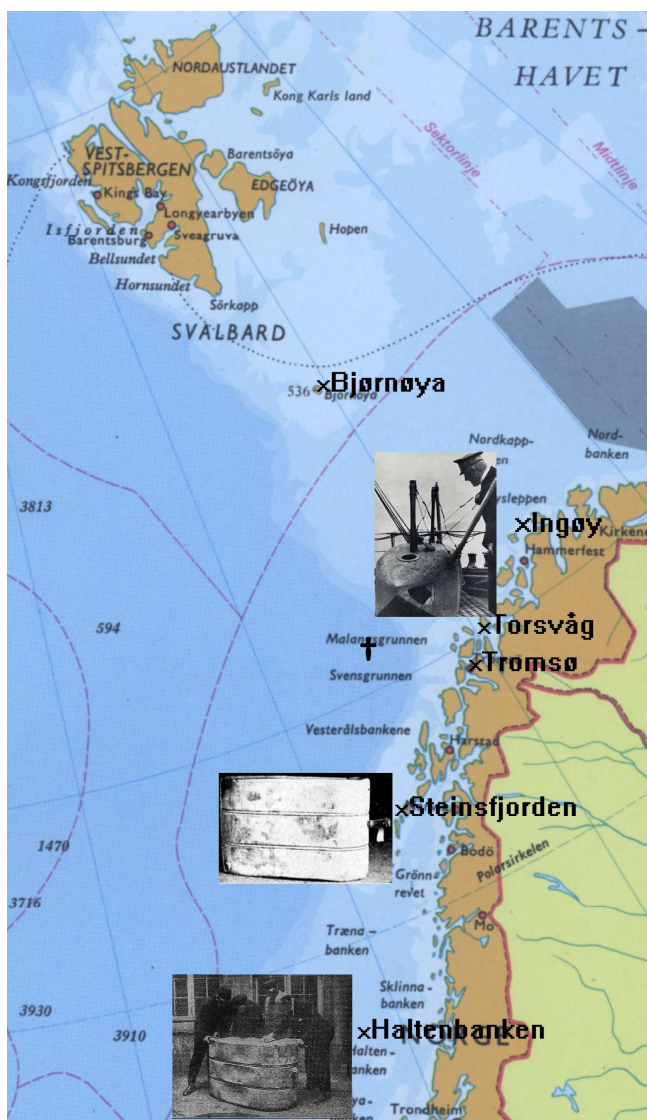 BARENTS -
HAVET
NORDAUSTLANDET
Kong Karls land
Sektorlinje
Midtlinje
VEST-
SPITSBERGEN
Barentsöya
EDGEÖYA
Kongsfjorden
Kings Bay
Longyearbyen
Isfjorden
Sveagruva
Barentsburg
Hopen
Bellsundet
Hornsundet
Sörkapp
SVALBARD
Bjørnøya
536
Bjørnøya
Nordkapp-
Nord-
banken
3813
Ingøy
Kirkene
Hammerfest
594
Torsvåg
Malangsgrunnen
Tromsø
Svensgrunnen
Vesterålsbankene
Harstad
Steinsfjorden
1470
Bodö
Polarsirkelen
Grönn-
revet
3716
Mo
Træna -
banken
Sklinna-
banken
3930
3910
Haltenbanken
NORGE
Halten-
banken
Trondheim